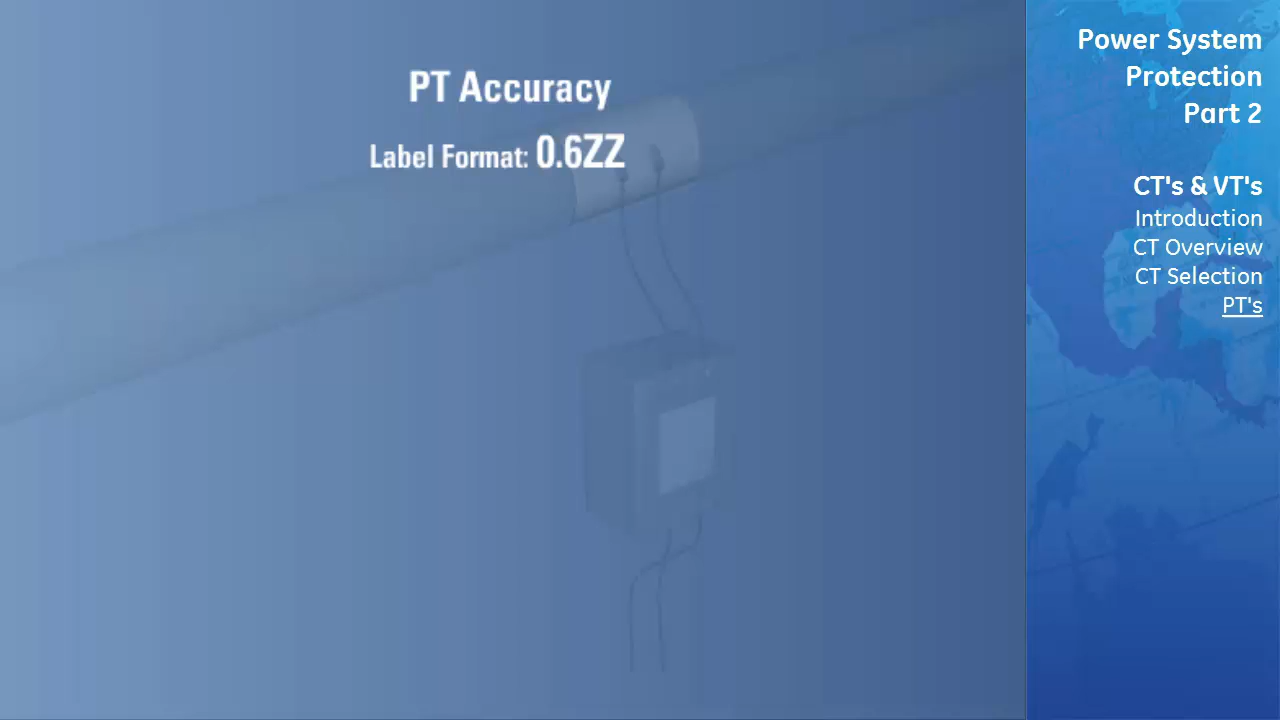 PT Accuracy
Label Format: 0.6ZZ
Power System
Protection
Part 2
CT's & VT's
Introduction
CT Overview
CT Selection
PT's